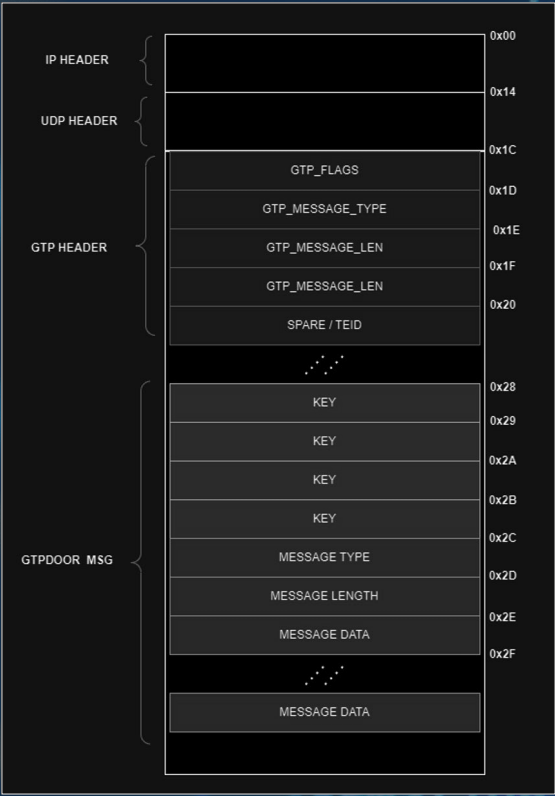 0x00
IP HEADER
0x14
UDP HEADER
0x1C
GTP_FLAGS
0x1D
GTP_MESSAGE_TYPE
0x1E
GTP HEADER
GTP_MESSAGE_LEN
0x1F
GTP_MESSAGE_LEN
0x20
SPARE / TEID
0x28
KEY
0x29
KEY
0x2A
KEY
0x2B
KEY
0x2C
GTPDOOR MSG
MESSAGE TYPE
0x2D
MESSAGE LENGTH
0x2E
MESSAGE DATA
0x2F
MESSAGE DATA